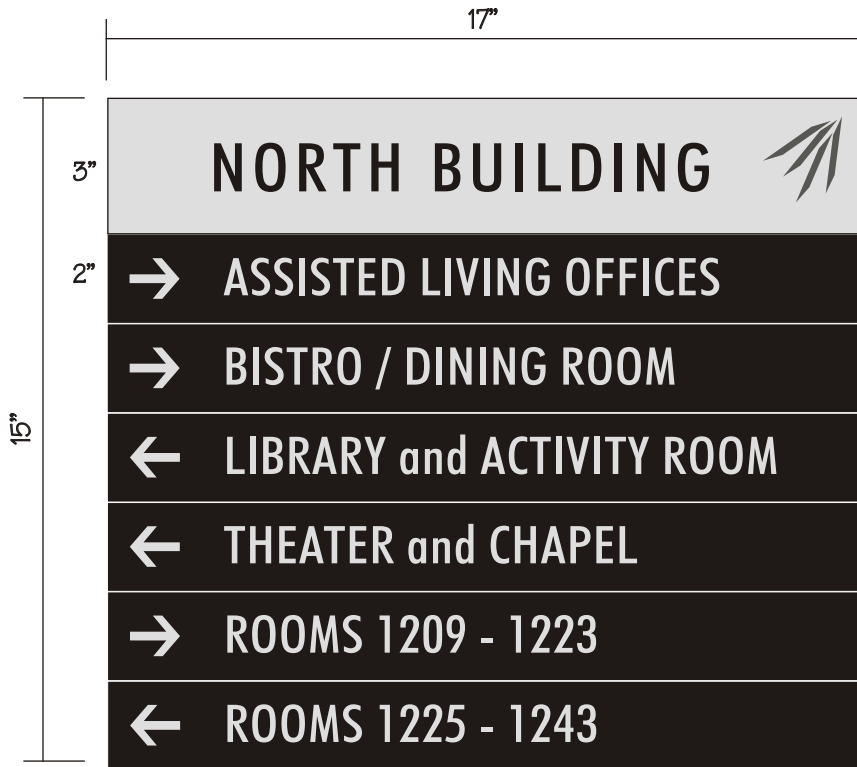 17”
3”
NORTH BUILDING
2”
→ ASSISTED LIVING OFFICES
→ BISTRO / DINING ROOM
15”
← LIBRARY and ACTIVITY ROOM
← THEATER and CHAPEL
→ ROOMS 1209 - 1223
← ROOMS 1225 - 1243